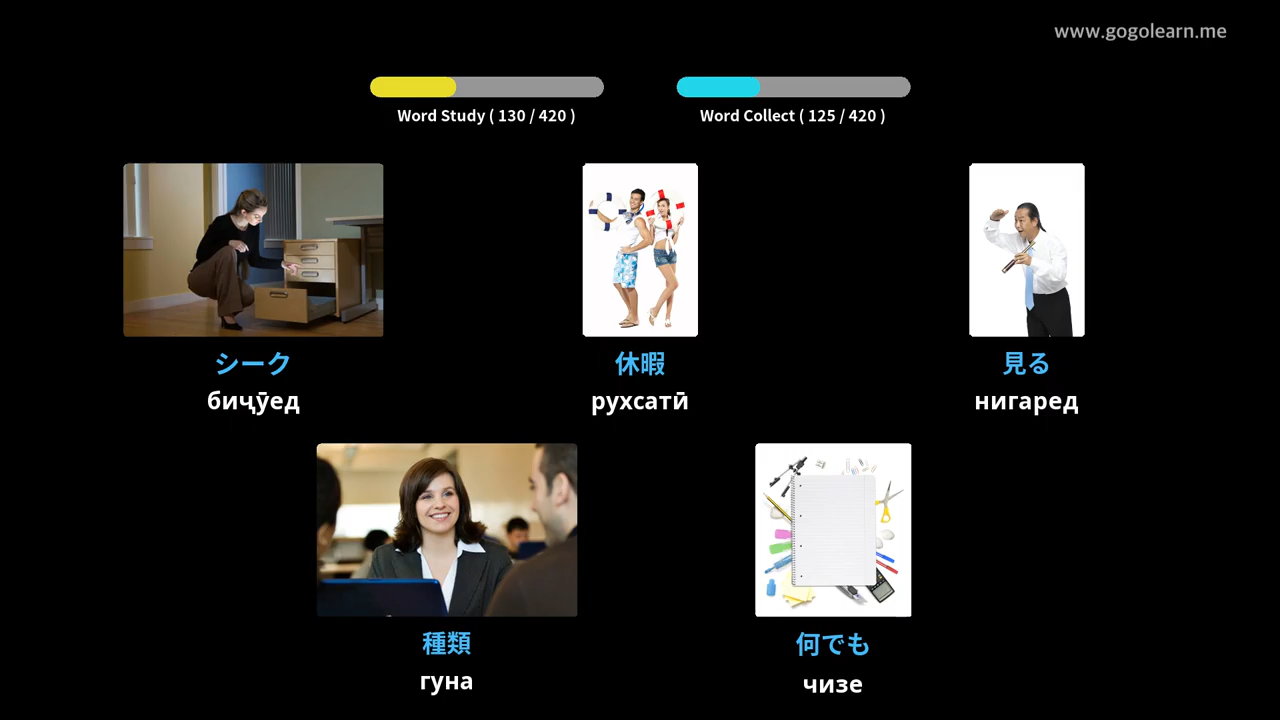 www.gogolearn.me
Word Study ( 130 / 420 )
Word Collect ( 125 / 420 )
シーク
биҷӯед
休暇
рухсатӣ
見る
нигаред
種類
гуна
何でも
чизе